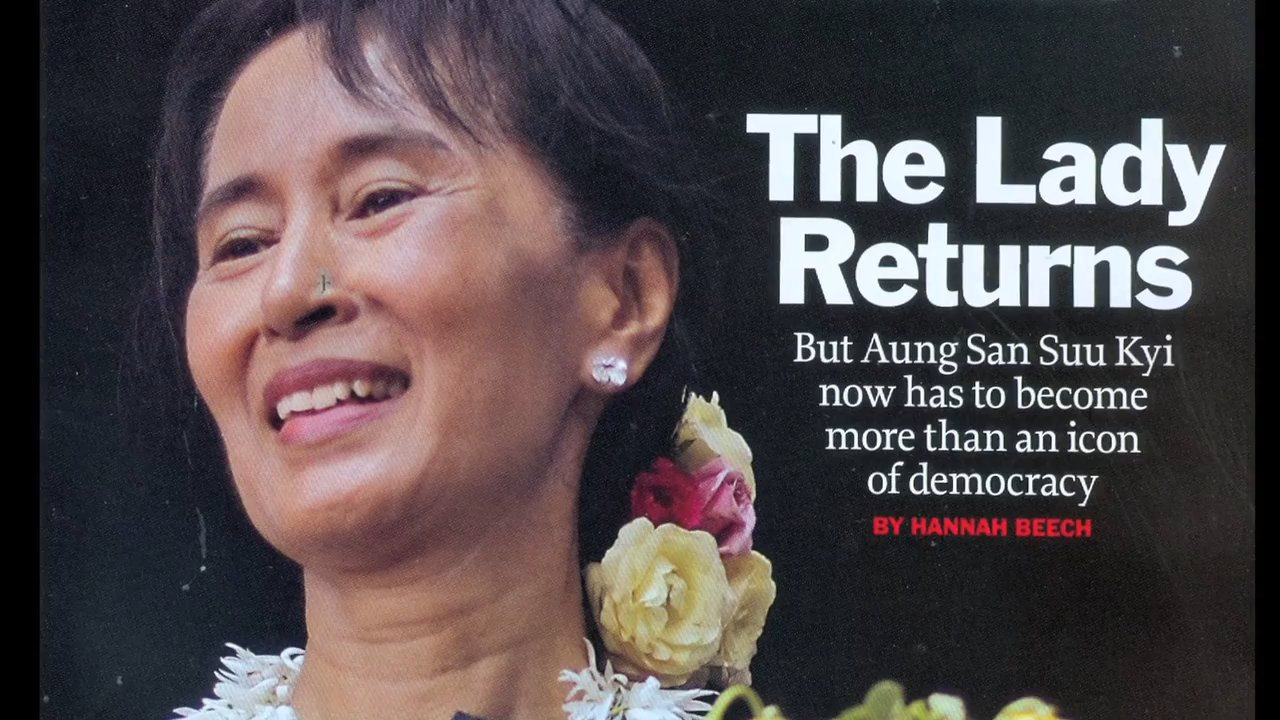 The Lady
Returns
But Aung San Suu Kyi
now has to become
more than an icon
of democracy
BY HANNAH BEECH